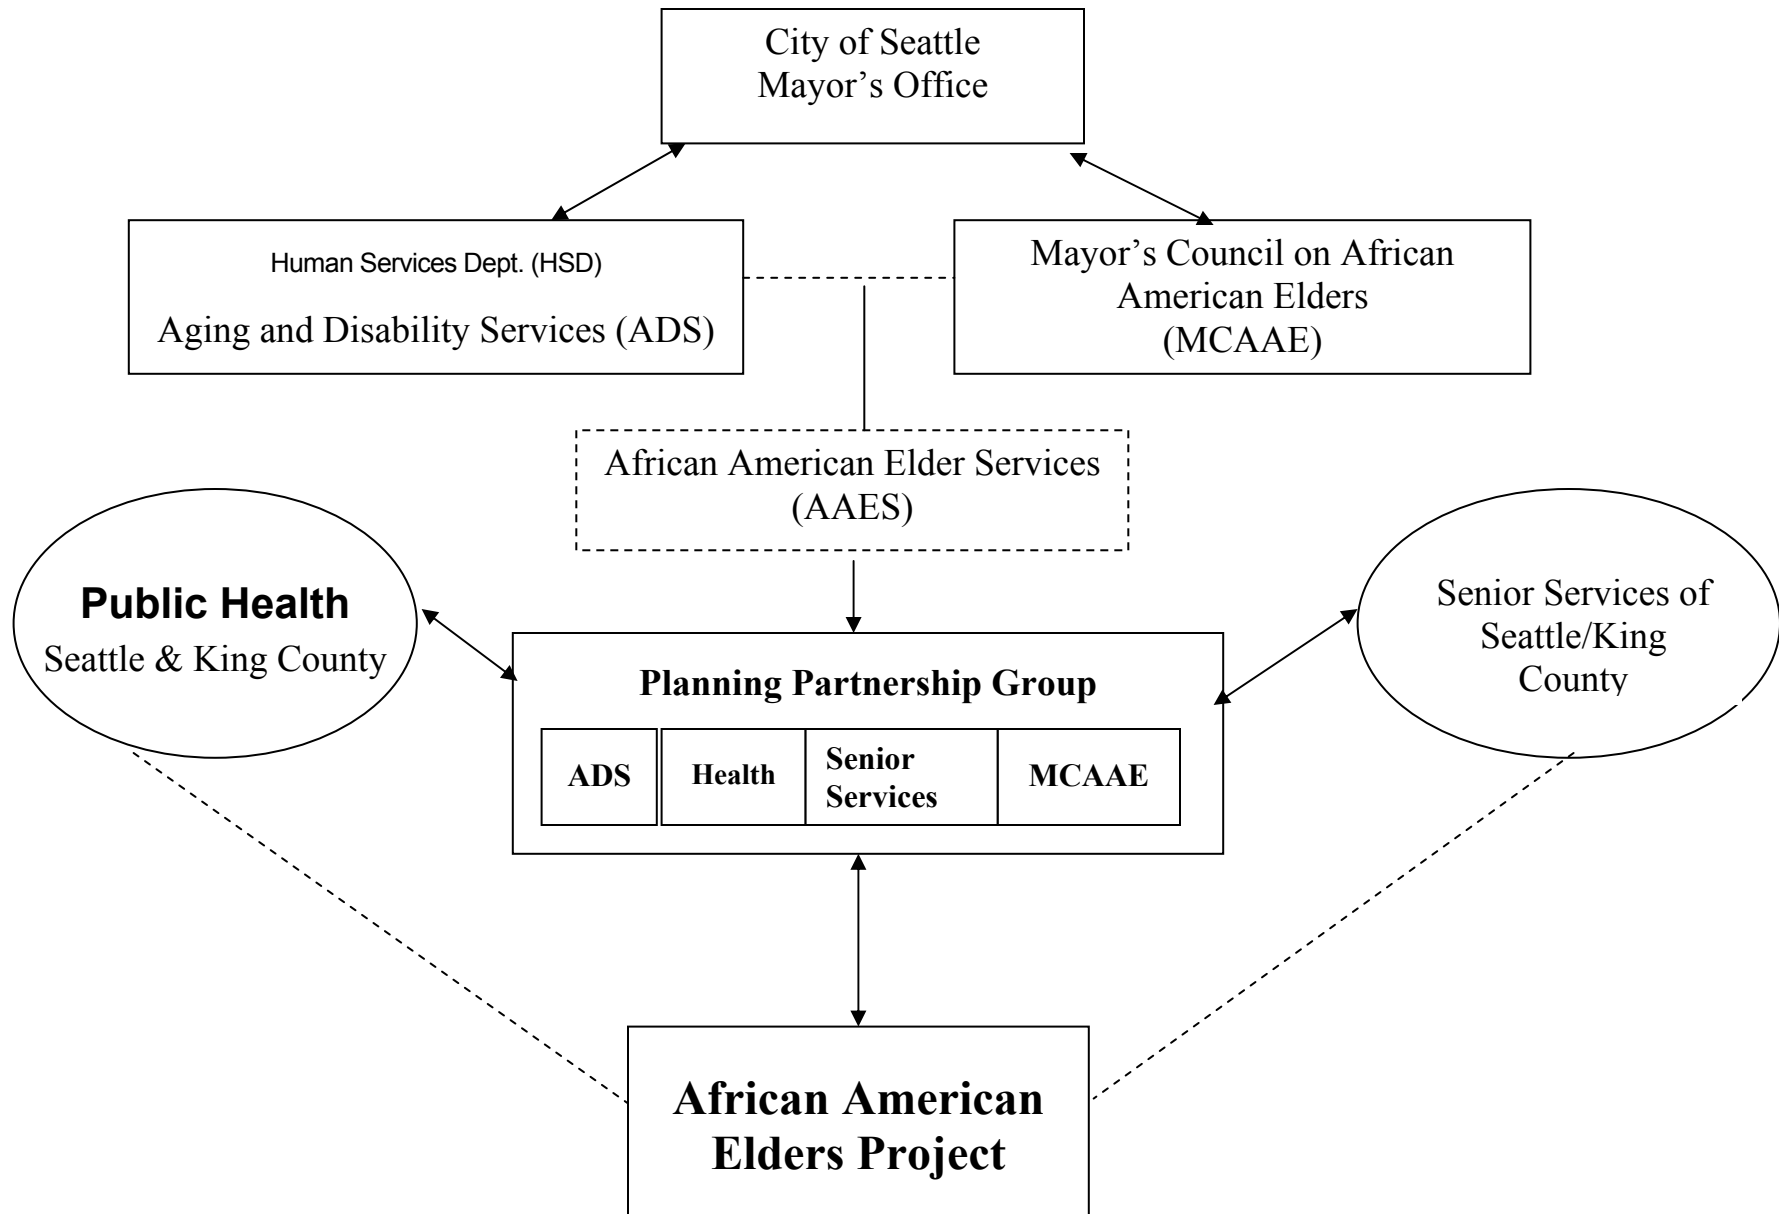 City of Seattle
Mayor’s Office
Human Services Dept. (HSD)
Aging and Disability Services (ADS)
Mayor’s Council on African
American Elders
(MCAAE)
African American Elder Services
(AAES)
Public Health
Seattle & King County
Senior Services of
Seattle/King
County
Planning Partnership Group
ADS
Health
Senior
Services
MCAAE
African American
Elders Project